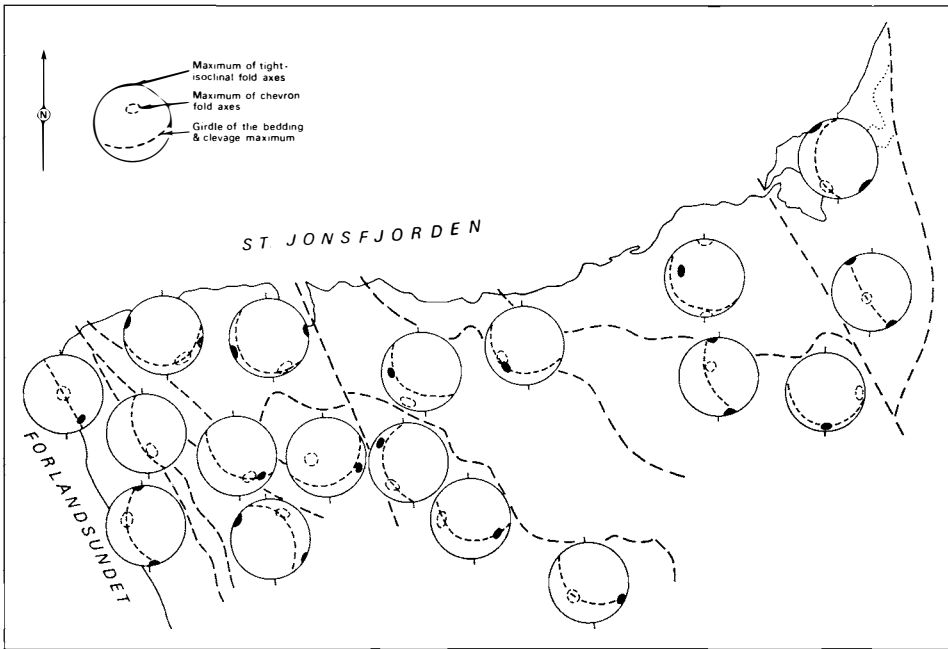 Maximum of tight-
isoclinal fold axes
Maximum of chevron
fold axes
Girdle of the bedding
& clevage maximum
N
ST. JONSFJORDEN
FORLANDSUNDET